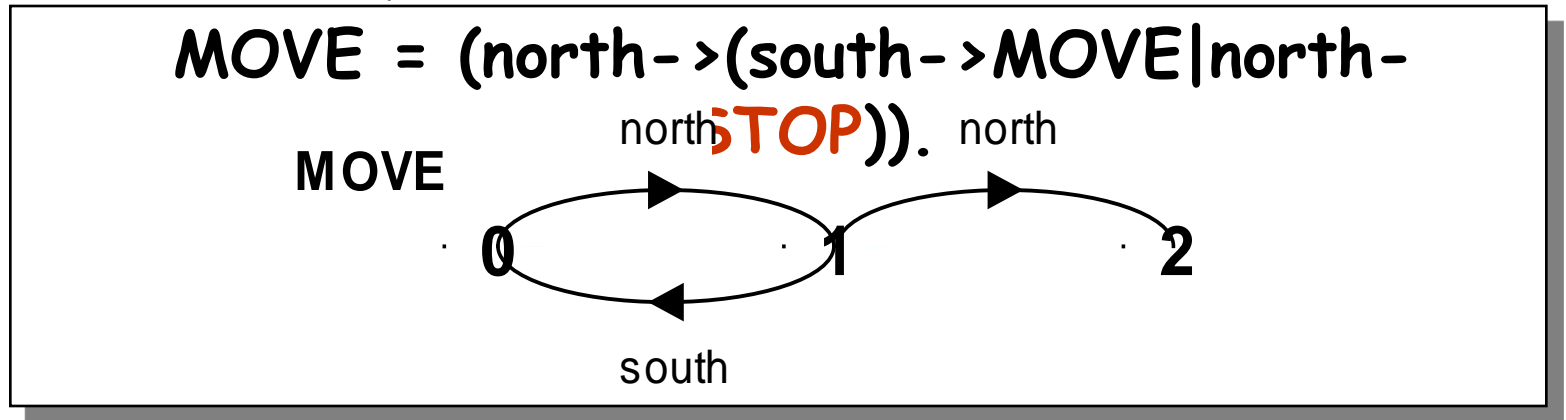 MOVE = (north->(south->MOVE|north-
STOP)).
north
north
MOVE
0 1 2
south